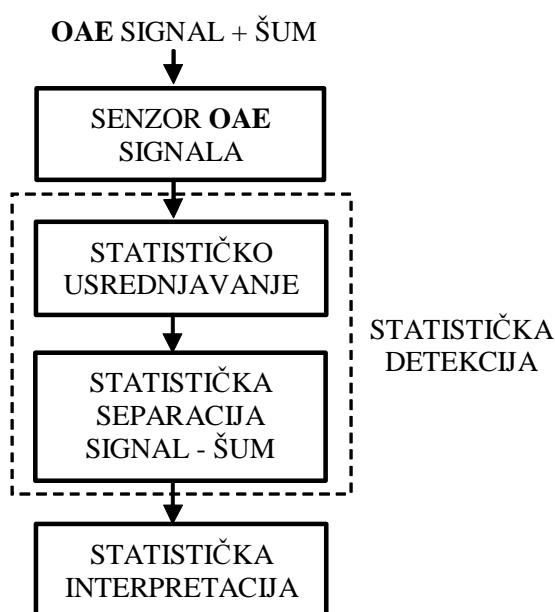 OAE SIGNAL + ŠUM
SENZOR OAE
SIGNALA
STATISTIČKO
USREDNJAVANJE
STATISTIČKA
DETEKCIJA
STATISTIČKA
SEPARACIJA
SIGNAL - ŠUM
STATISTIČKA
INTERPRETACIJA